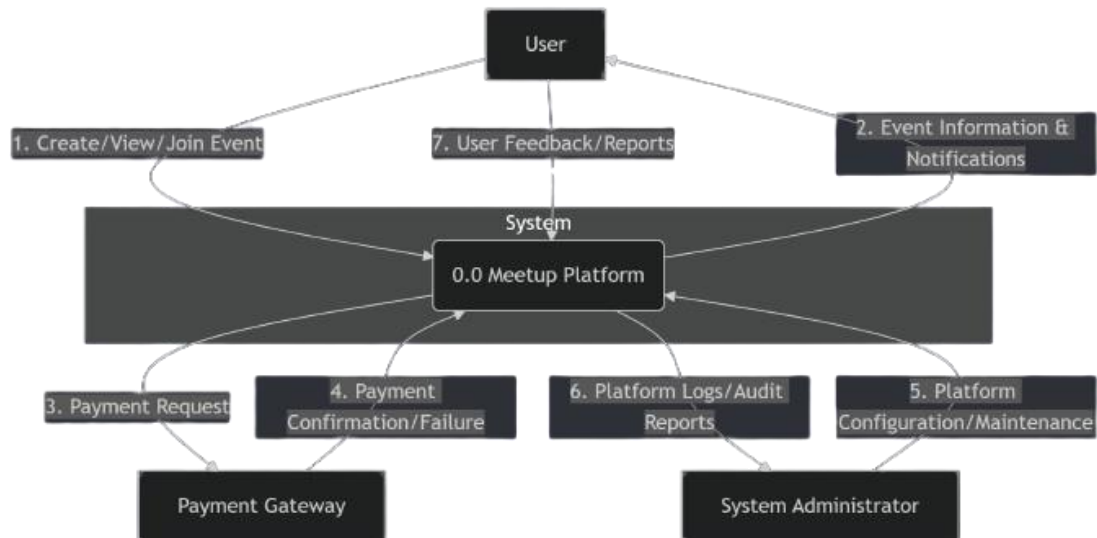 User
1. Create/View/Join Event
7. User Feedback/Reports
2. Event Information &
Notifications
System
0.0 Meetup Platform
3. Payment Request
4. Payment
Confirmation/Failure
6. Platform Logs/Audit
Reports
5. Platform
Configuration/Maintenance
Payment Gateway
System Administrator